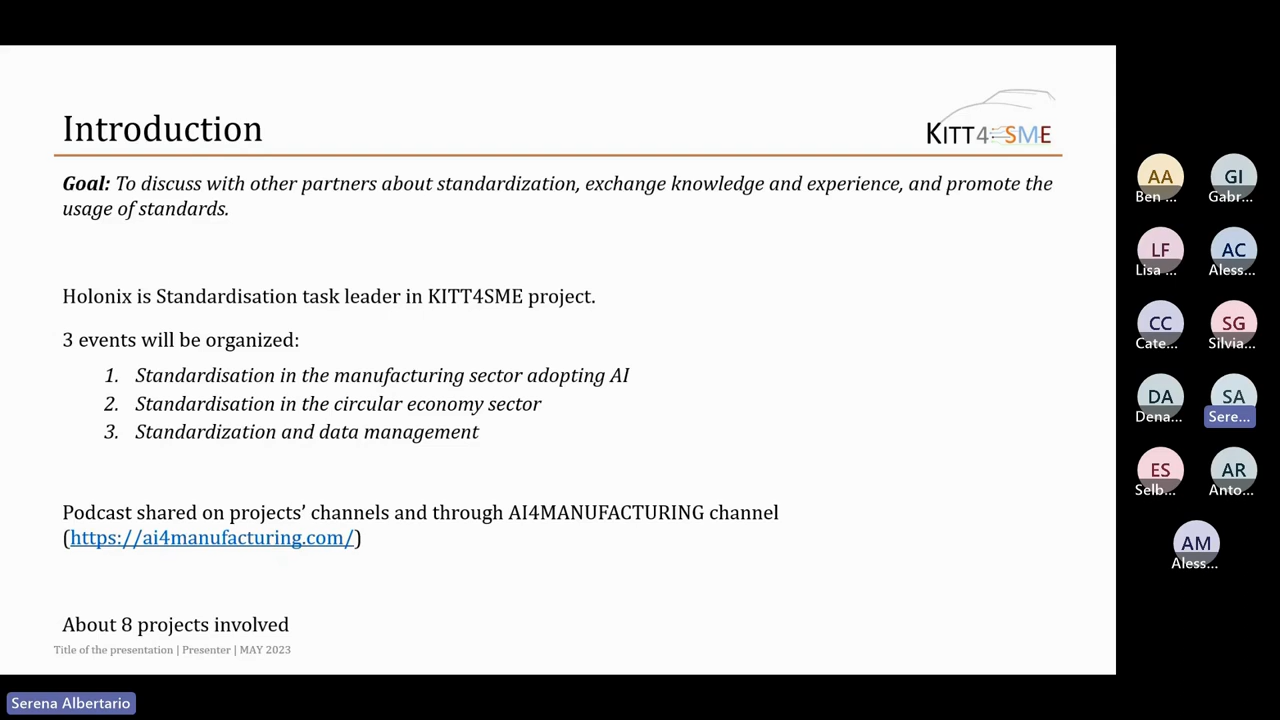 Introduction
KITT4SME
Goal: To discuss with other partners about standardization, exchange knowledge and experience, and promote the
usage of standards.
Holonix is Standardisation task leader in KITT4SME project.
3 events will be organized:
1. Standardisation in the manufacturing sector adopting AI
2. Standardisation in the circular economy sector
3. Standardization and data management
Podcast shared on projects’ channels and through AI4MANUFACTURING channel
(https://ai4manufacturing.com/)
About 8 projects involved
Title of the presentation | Presenter | MAY 2023
AA GI
Ben ... Gabr...
LF AC
Lisa ... Aless...
CC SG
Cate... Silvia...
DA SA
Dena... Sere...
ES AR
Selb... Anto...
AM
Aless...
Serena Albertario